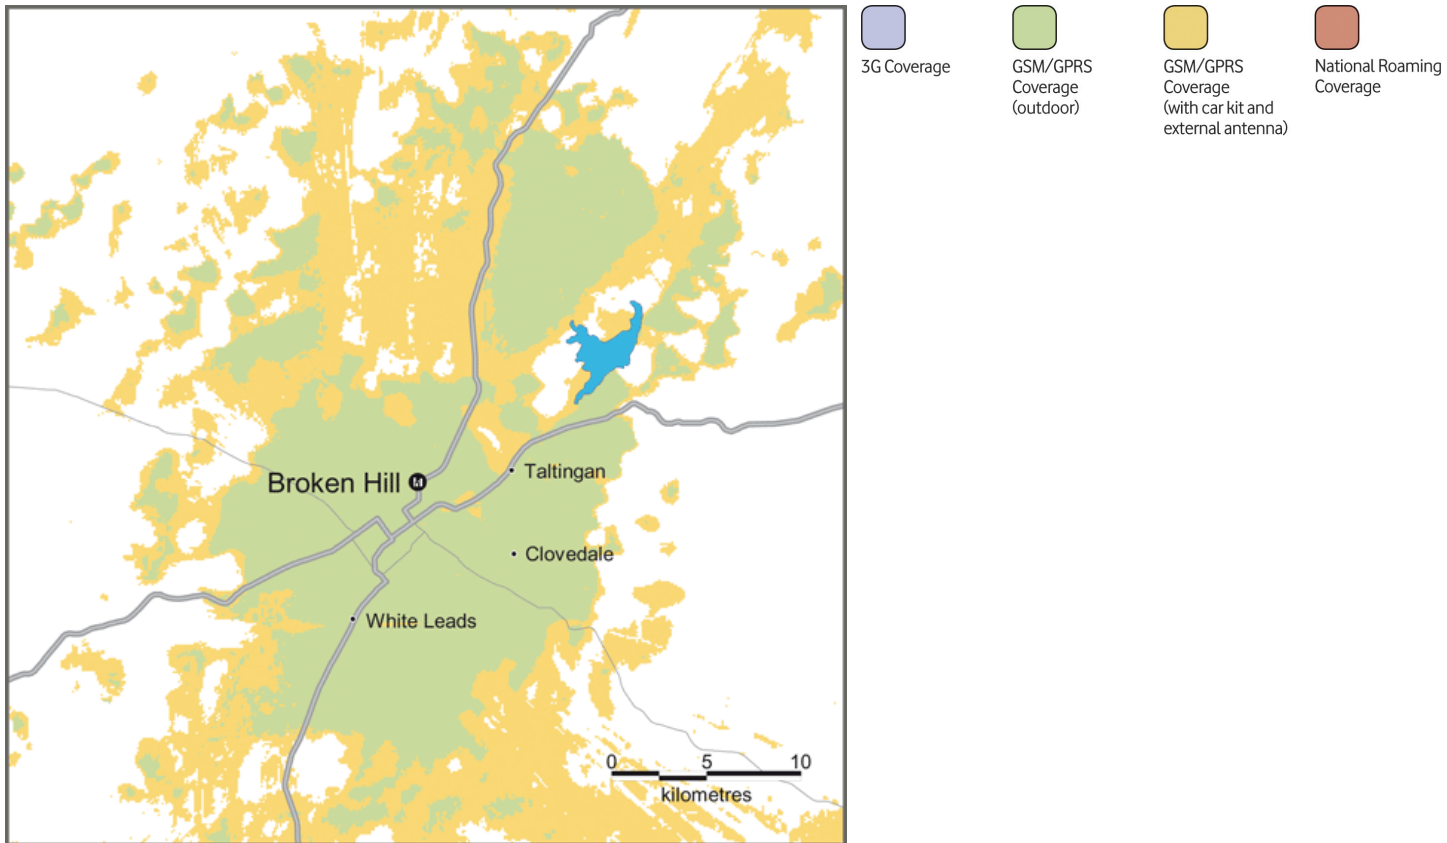 3G Coverage
GSM/GPRS
Coverage
(outdoor)
GSM/GPRS
Coverage
(with car kit and
external antenna)
National Roaming
Coverage
Broken Hill
Taltingan
Clovedale
White Leads
0 5 10
kilometres